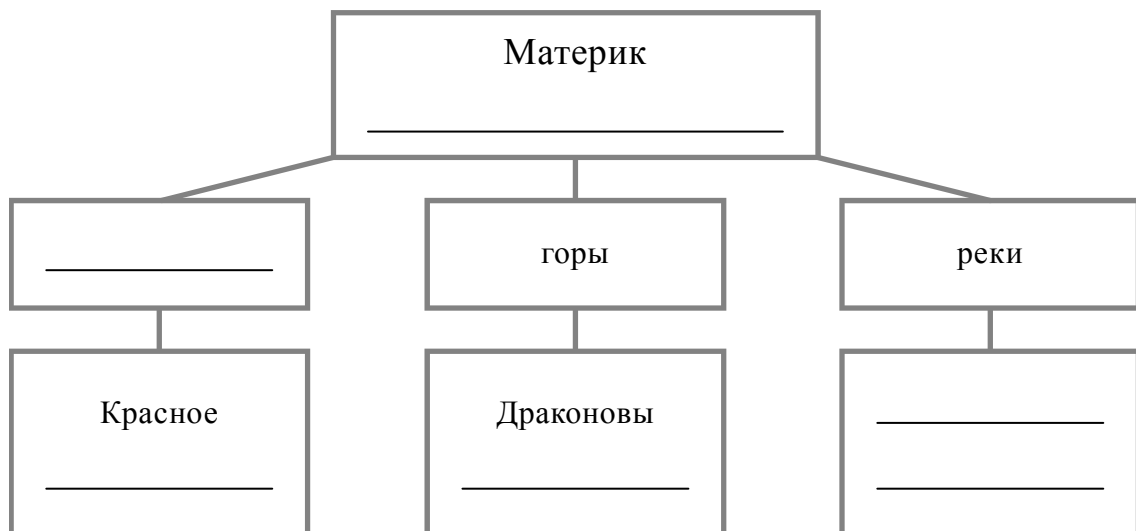 Материк
горы
реки
Красное
Драконовы